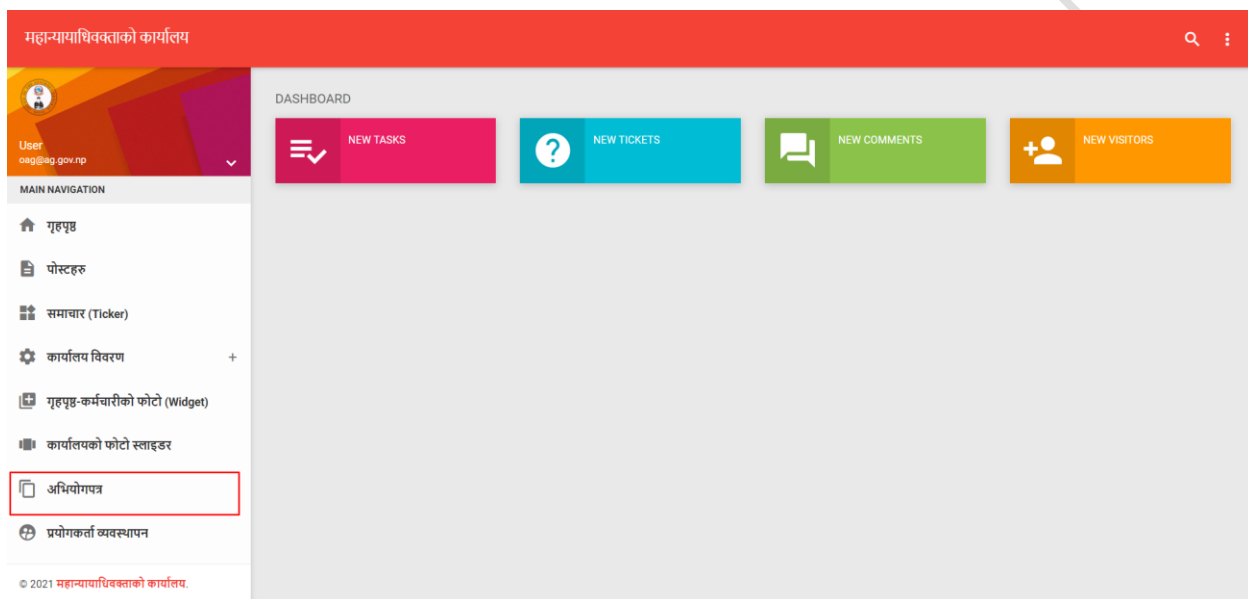 महान्यायाधिवक्ताको कार्यालय
User
oag@ag.gov.np
MAIN NAVIGATION
गृहपृष्ठ
पोस्टहरु
समाचार (Ticker)
कार्यालय विवरण +
गृहपृष्ठ-कर्मचारीको फोटो (Widget)
कार्यालयको फोटो स्लाइडर
अभियोगपत्र
प्रयोगकर्ता व्यवस्थापन
© 2021 महान्यायाधिवक्ताको कार्यालय.
DASHBOARD
NEW TASKS
NEW TICKETS
NEW COMMENTS
NEW VISITORS